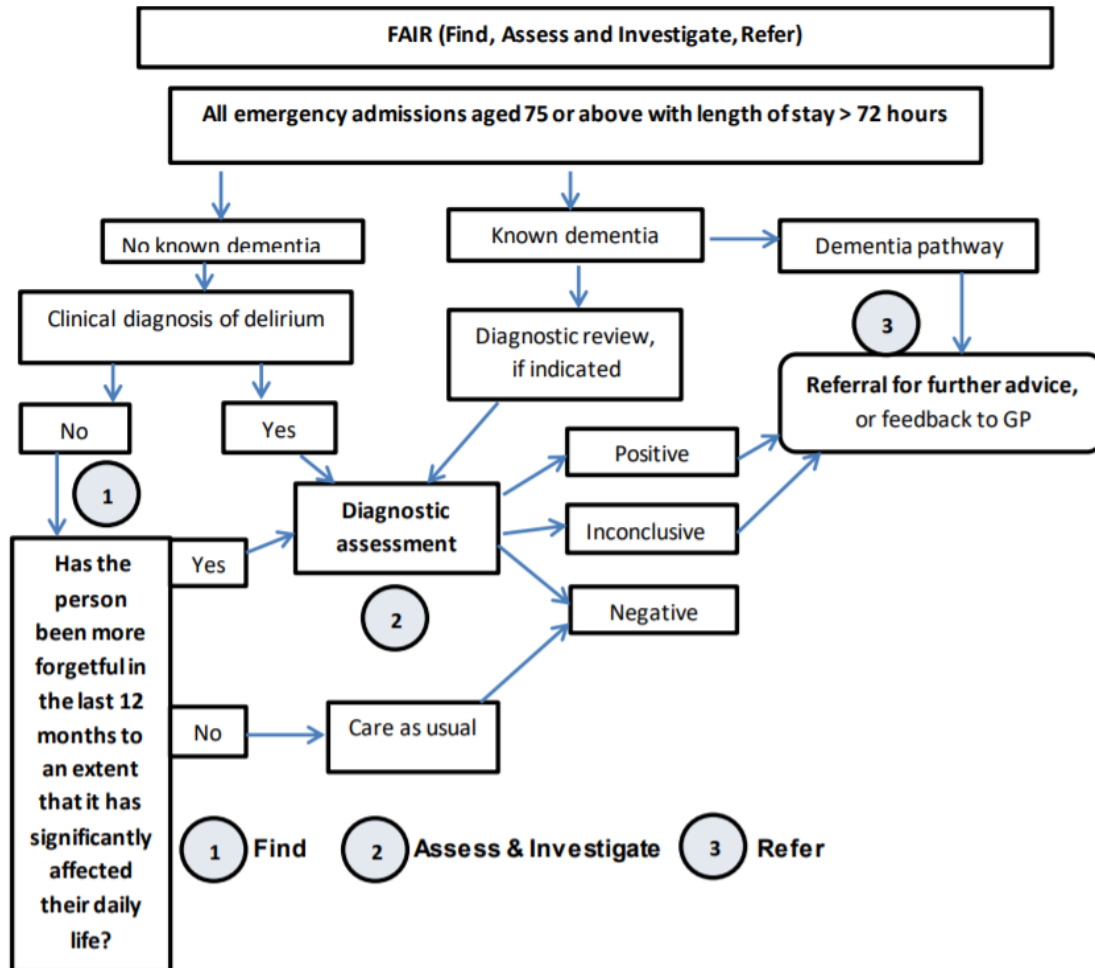 FAIR (Find, Assess and Investigate, Refer)
All emergency admissions aged 75 or above with length of stay > 72 hours
No known dementia
Known dementia
Dementia pathway
Clinical diagnosis of delirium
Diagnostic review,
if indicated
3
Referral for further advice,
or feedback to GP
No
Yes
Positive
1
Diagnostic
assessment
Inconclusive
Has the
person
been more
forgetful in
the last 12
months to
an extent
that it has
significantly
affected
their daily
life?
Yes
2
Negative
No
Care as usual
1 Find
2 Assess & Investigate
3 Refer